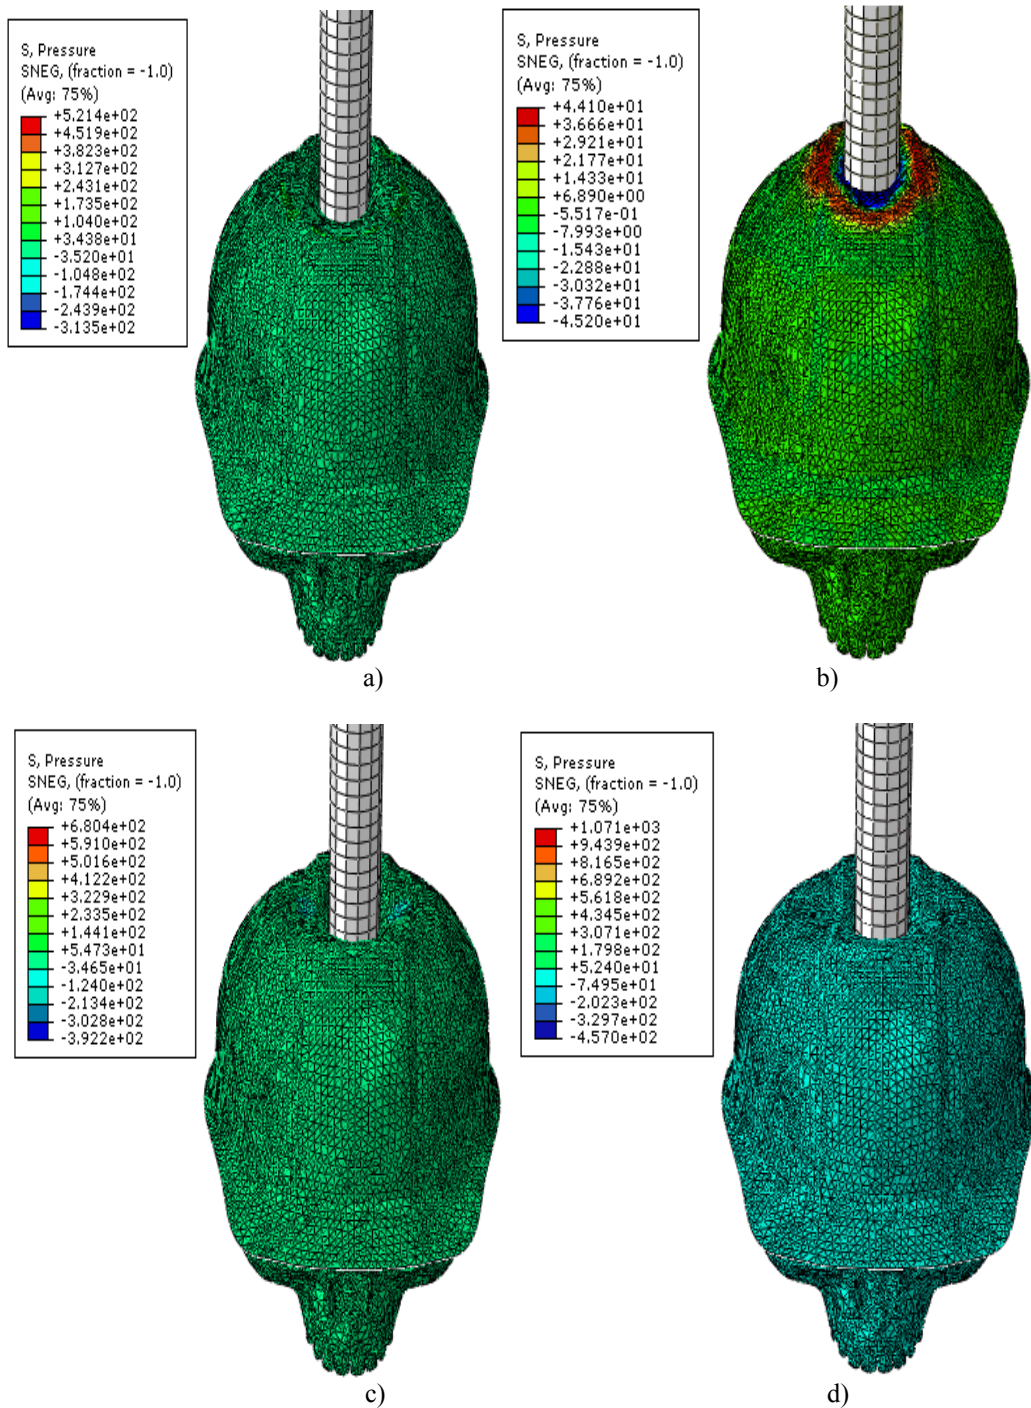 S, Pressure
SNEG, (fraction = -1.0)
(Avg: 75%)
+5.214e+02
+4.519e+02
+3.823e+02
+3.127e+02
+2.431e+02
+1.735e+02
+1.040e+02
+3.438e+01
-3.520e+01
-1.048e+02
-1.744e+02
-2.439e+02
-3.135e+02
a)
S, Pressure
SNEG, (fraction = -1.0)
(Avg: 75%)
+4.410e+01
+3.666e+01
+2.921e+01
+2.177e+01
+1.433e+01
+6.890e+00
-5.517e-01
-7.993e+00
-1.543e+01
-2.288e+01
-3.032e+01
-3.776e+01
-4.520e+01
b)
S, Pressure
SNEG, (fraction = -1.0)
(Avg: 75%)
+6.804e+02
+5.910e+02
+5.016e+02
+4.122e+02
+3.229e+02
+2.335e+02
+1.441e+02
+5.473e+01
-3.465e+01
-1.240e+02
-2.134e+02
-3.028e+02
-3.922e+02
c)
S, Pressure
SNEG, (fraction = -1.0)
(Avg: 75%)
+1.071e+03
+9.439e+02
+8.165e+02
+6.892e+02
+5.618e+02
+4.345e+02
+3.071e+02
+1.798e+02
+5.240e+01
-7.495e+01
-2.023e+02
-3.297e+02
-4.570e+02
d)